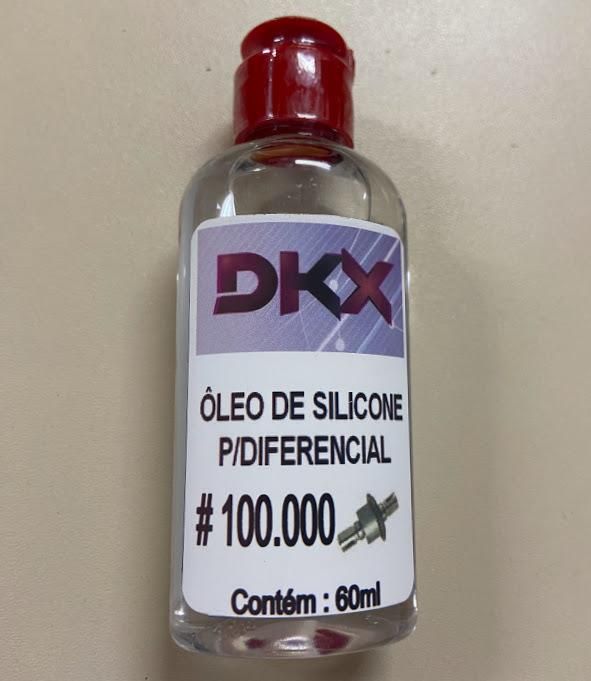 DKX
ÔLEO DE SILICONE
P/DIFERENCIAL
# 100.000
Contém : 60ml